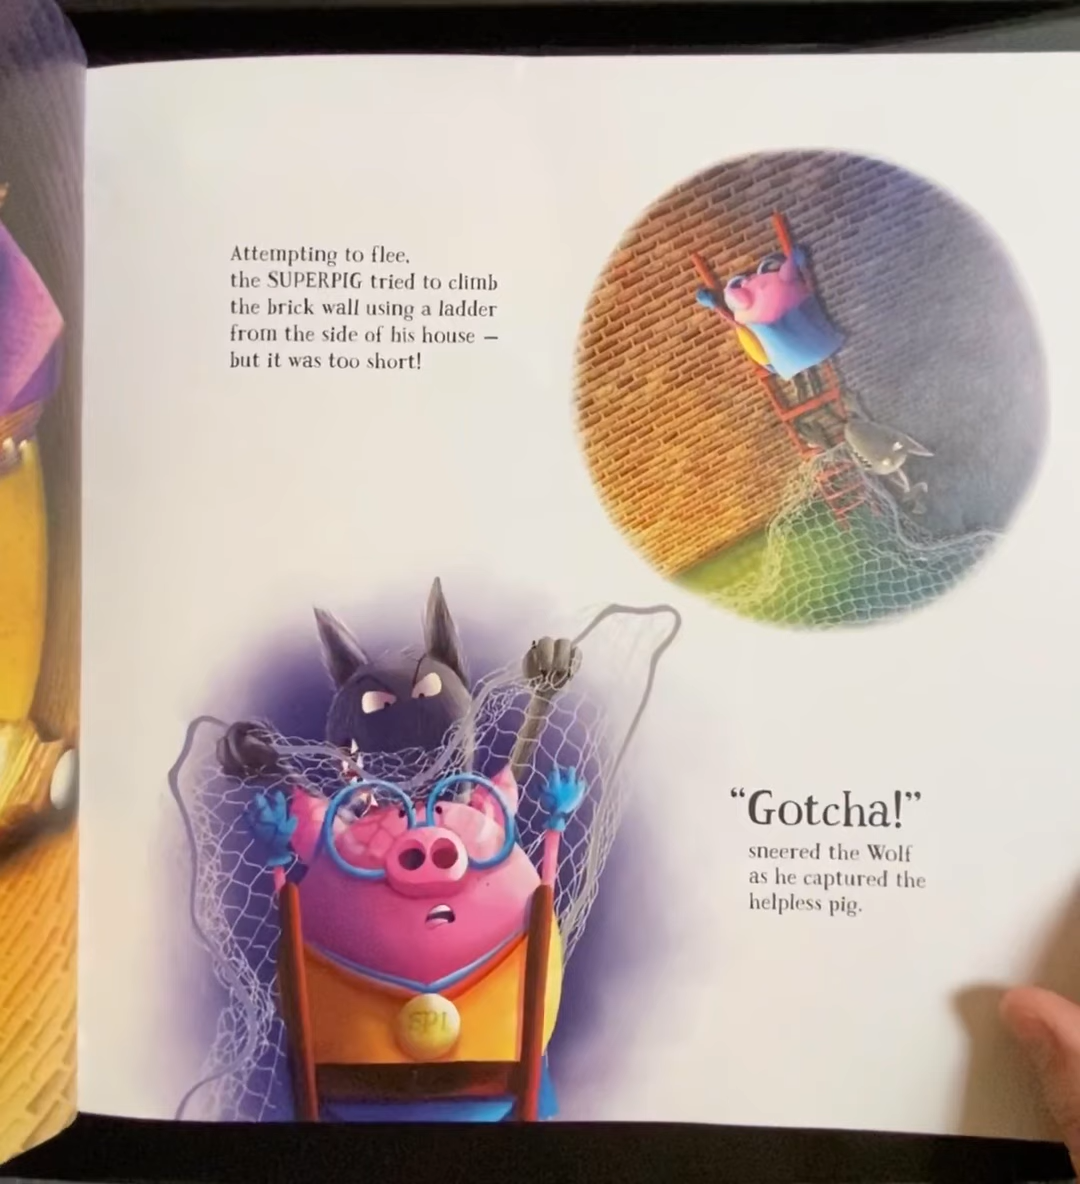 Attempting to flee,
the SUPERPIG tried to climb
the brick wall using a ladder
from the side of his house —
but it was too short!
“Gotcha!”
sneered the Wolf
as he captured the
helpless pig.